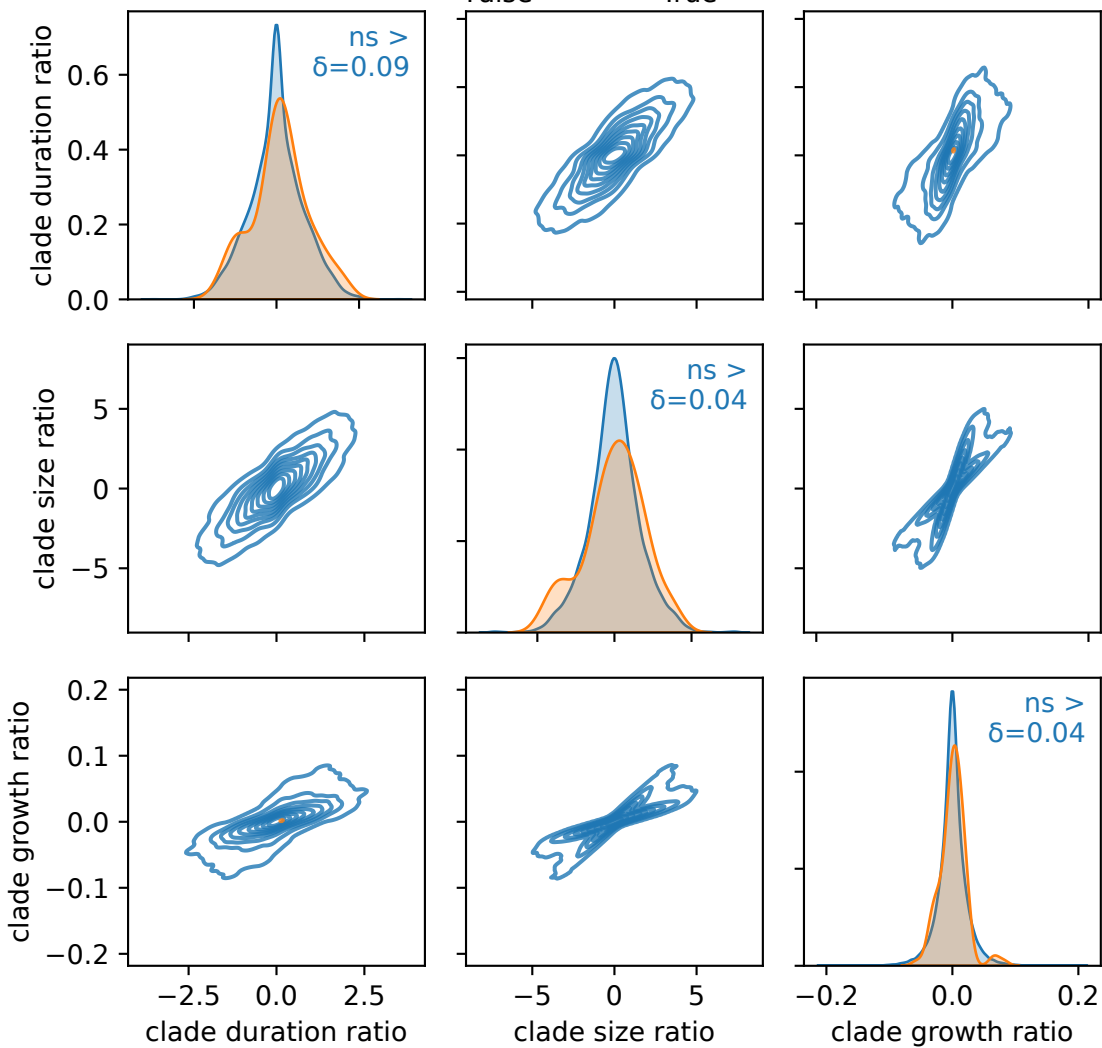 clade duration ratio
0.6
0.4
0.2
0.0
ns >
δ=0.09
clade size ratio
5
0
−5
ns >
δ=0.04
clade growth ratio
0.2
0.1
0.0
−0.1
−0.2
ns >
δ=0.04
−2.5 0.0 2.5
clade duration ratio
−5 0 5
clade size ratio
−0.2 0.0 0.2
clade growth ratio